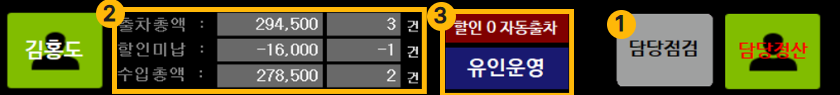 김홍도
2
출차총액 : 294,500 3 건
할인미납 : -16,000 -1 건
수입총액 : 278,500 2 건
3
할인 0 자동출차
유인운영
1
담당점검
담당정산